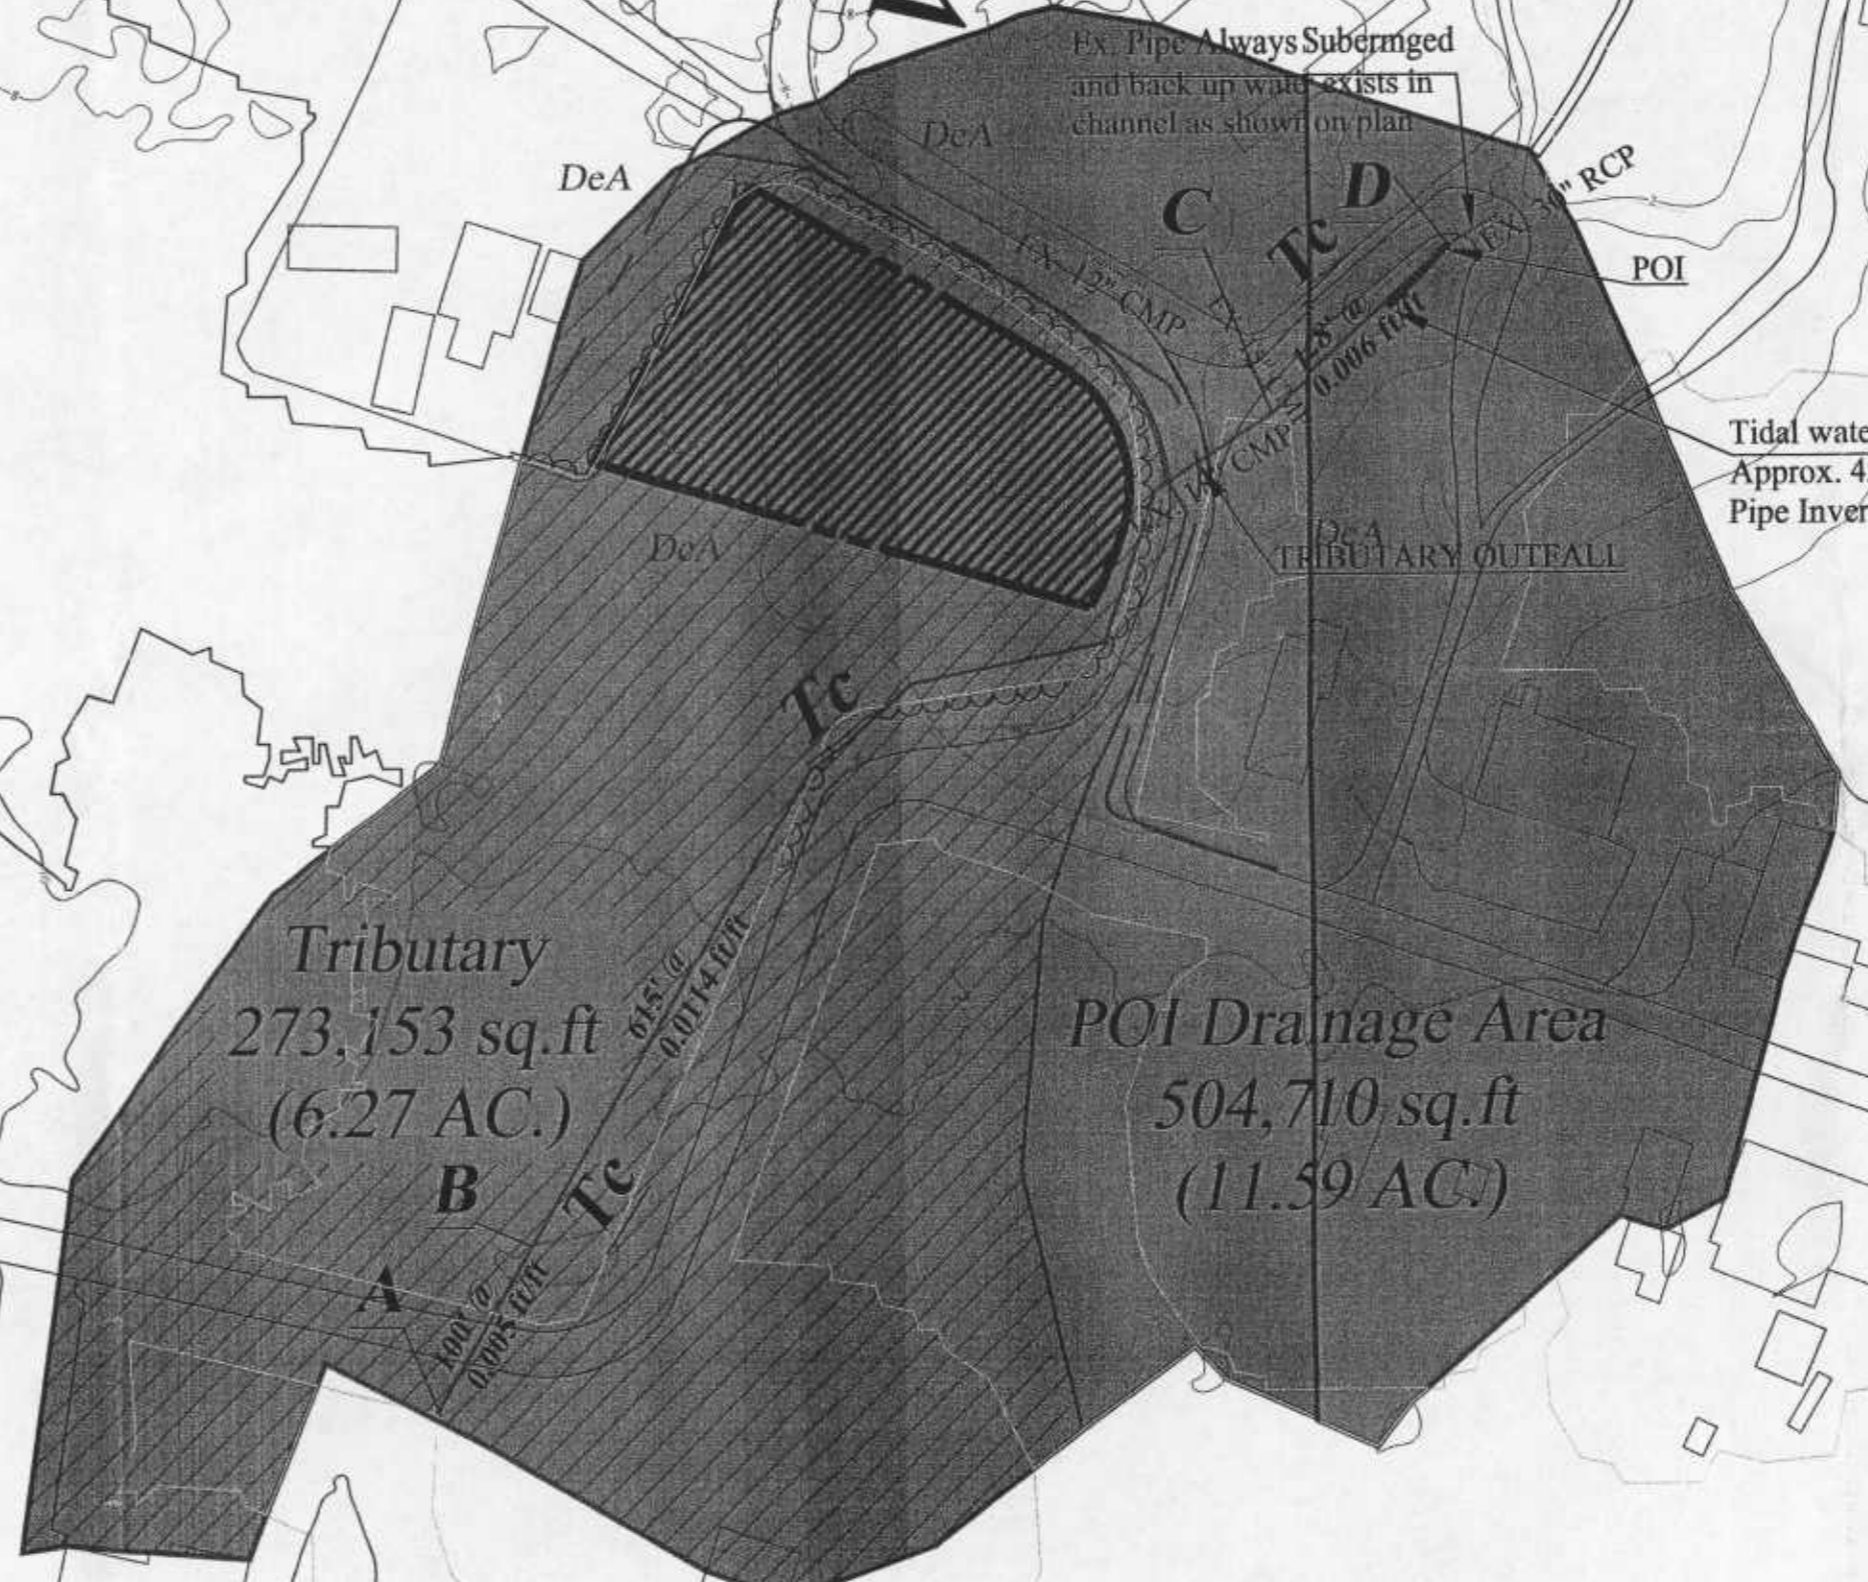 Ex. Pipe Always Subermged
and back up water exists in
channel as shown on plan
DeA
DeA
C
D
Tc
EX. 30" RCP
POI
EX. 12" CMP
EX
128' @
0.006 ft/ft
Tidal wate
Approx. 4
Pipe Inver
CMP
DeA
DeA
TRIBUTARY OUTFALL
Tc
615' @
0.0114 ft/ft
Tributary
273,153 sq.ft
(6.27 AC.)
POI Drainage Area
504,710 sq.ft
(11.59 AC.)
B
Tc
A
100' @
0.005 ft/ft